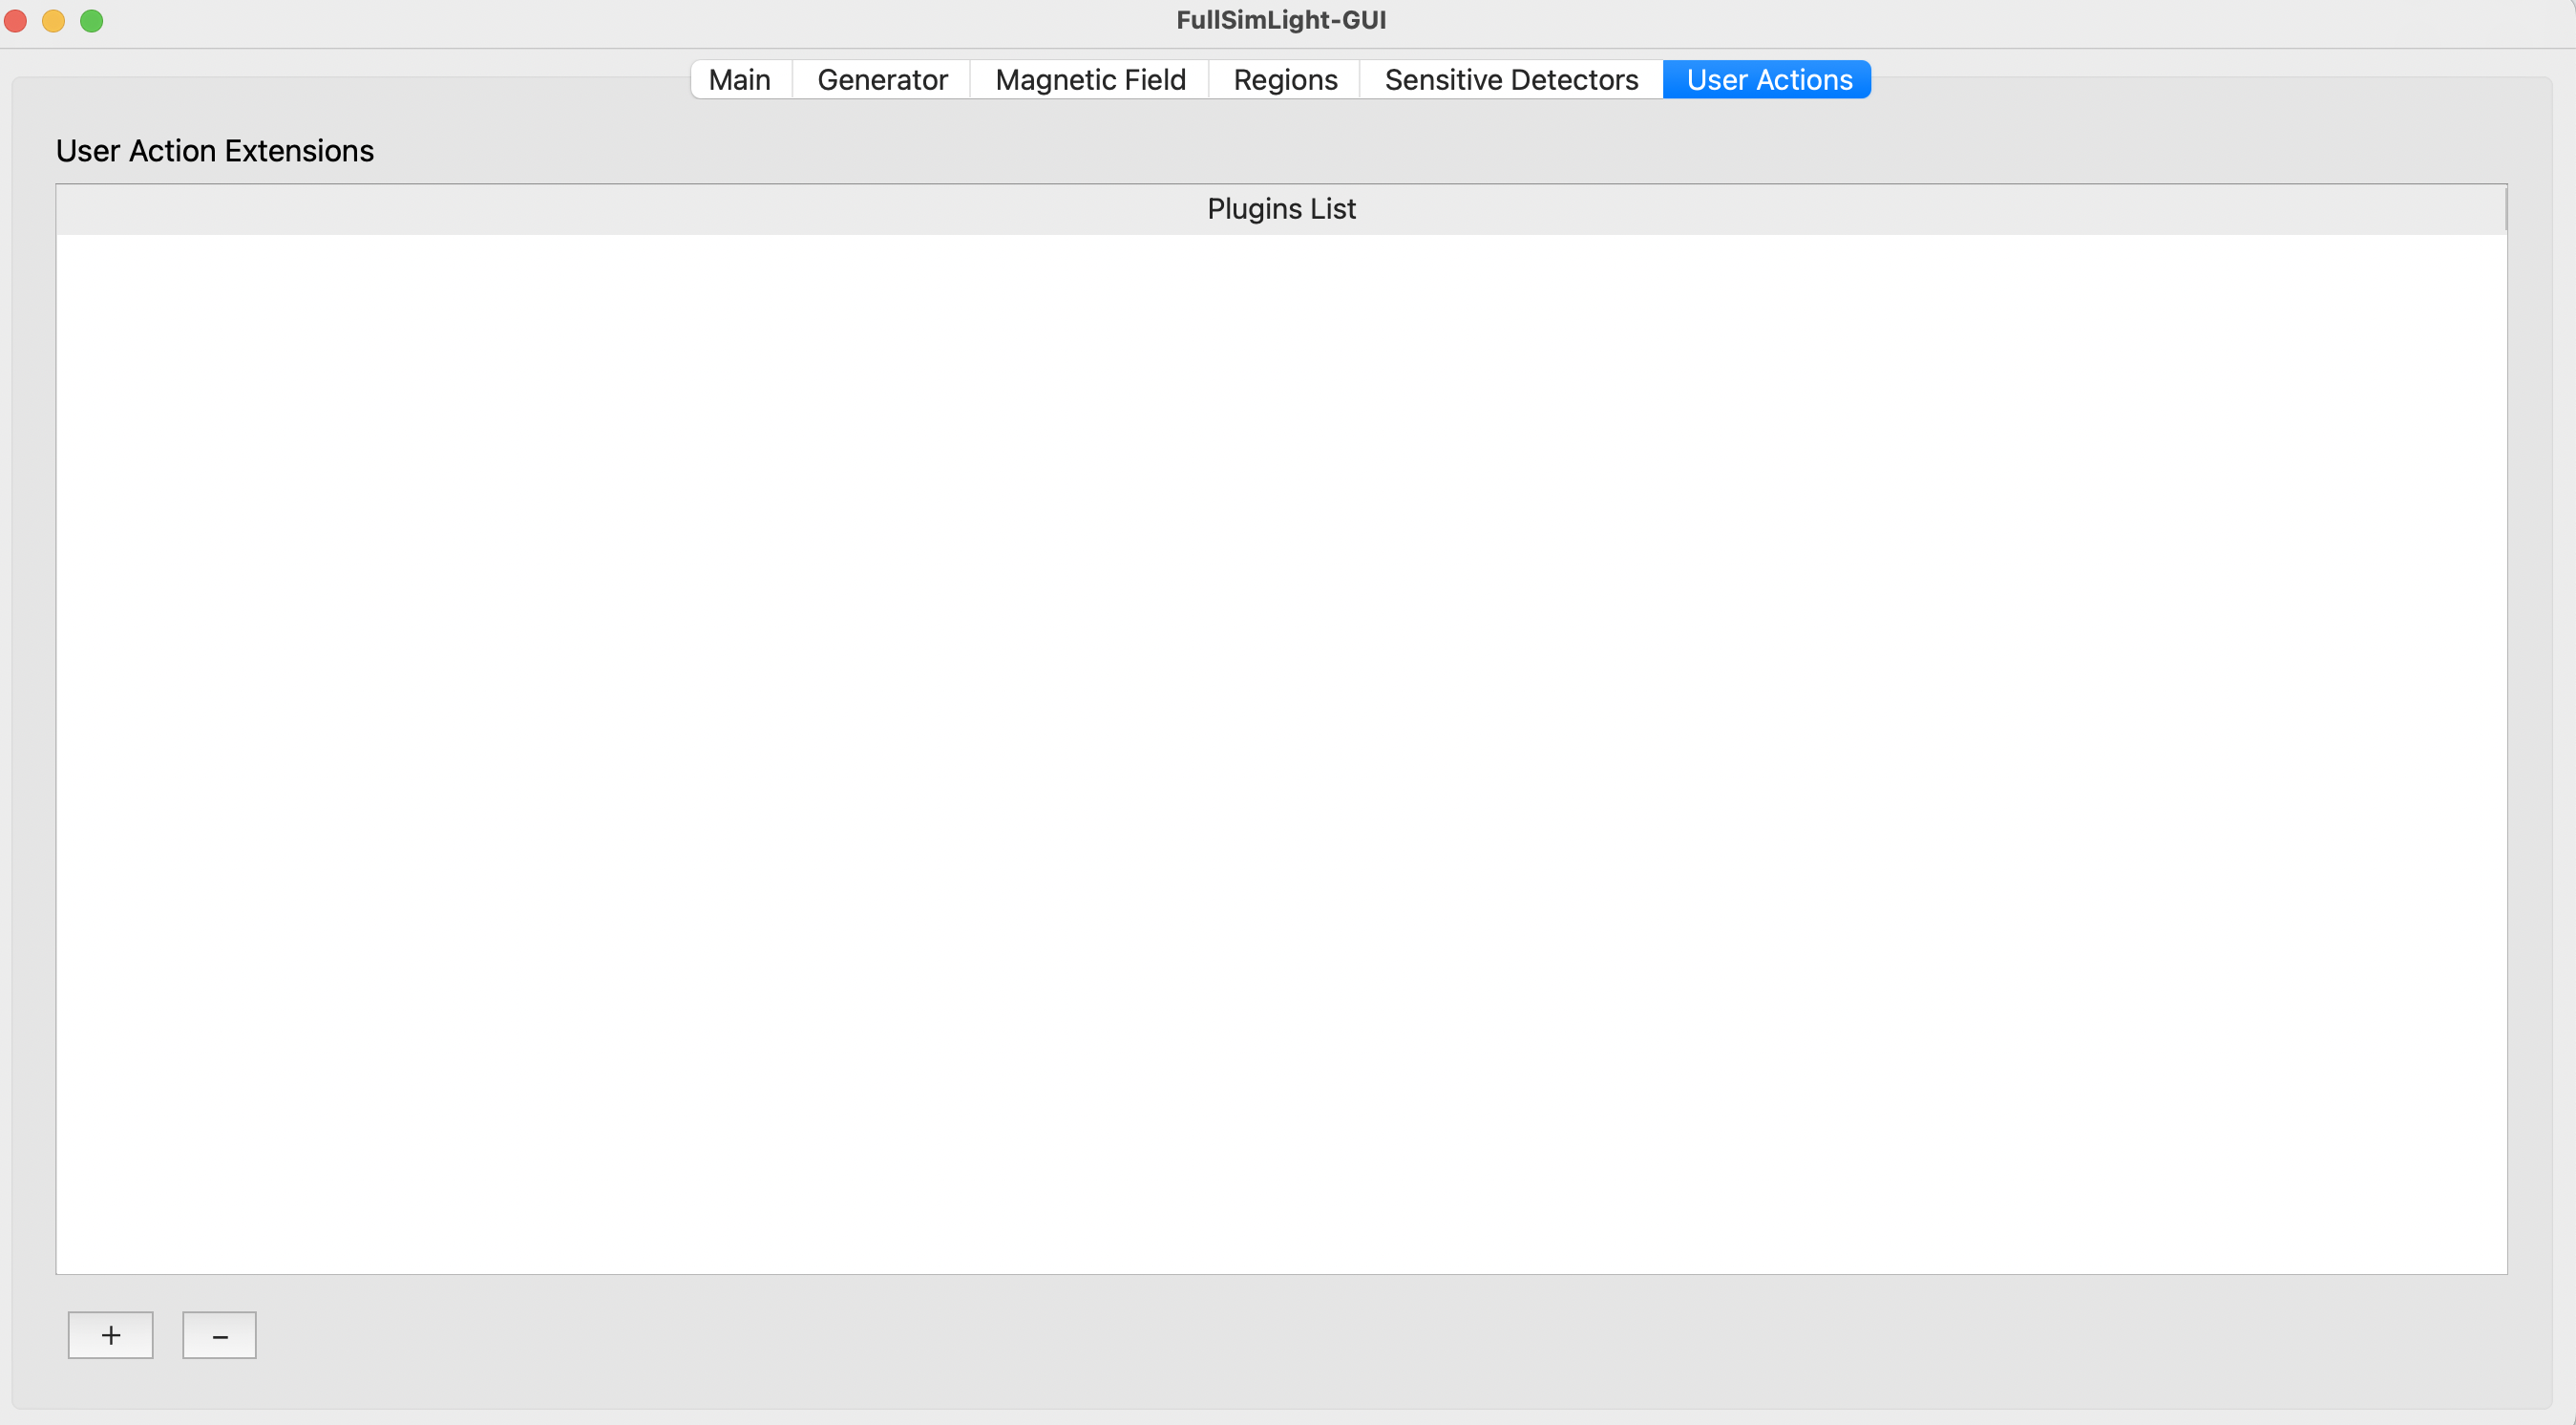 FullSimLight-GUI
Main Generator Magnetic Field Regions Sensitive Detectors User Actions
User Action Extensions
Plugins List
+ –